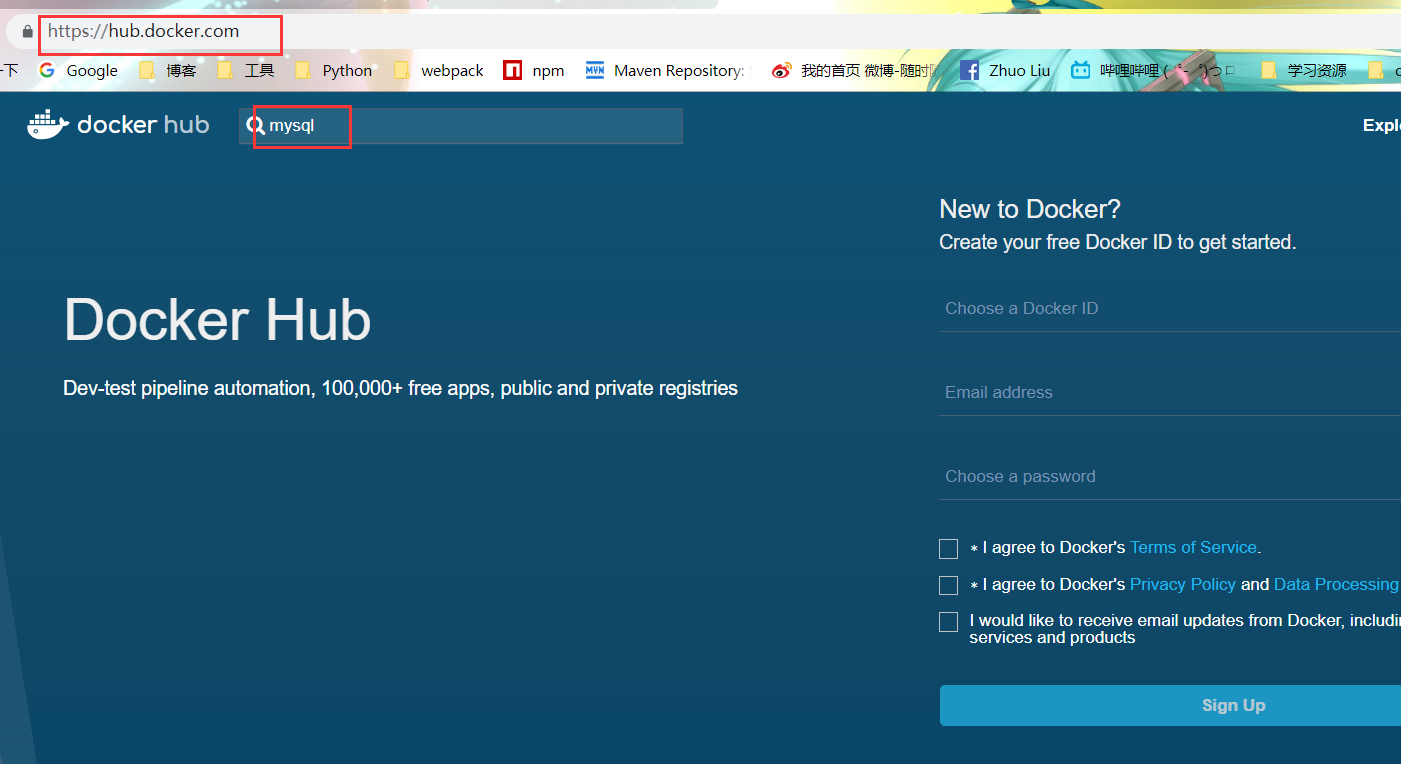 https://hub.docker.com
下 Google 博客 工具 Python webpack npm Maven Repository: 我的首页 微博-随时 Zhuo Liu 哔哩哔哩 ( ゜- ゜)つロ 学习资源
docker hub mysql Explo
New to Docker?
Create your free Docker ID to get started.
Choose a Docker ID
Docker Hub
Email address
Dev-test pipeline automation, 100,000+ free apps, public and private registries
Choose a password
* I agree to Docker's Terms of Service.
* I agree to Docker's Privacy Policy and Data Processing
I would like to receive email updates from Docker, includin
services and products
Sign Up